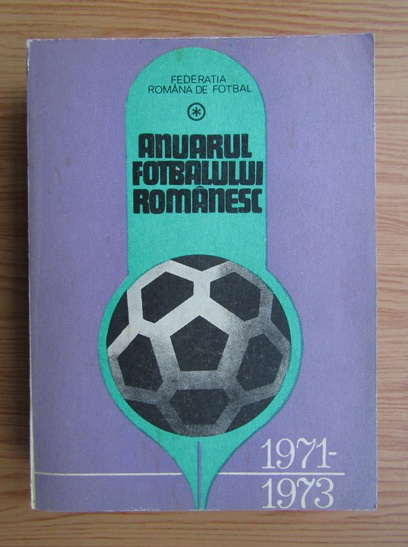 FEDERATIA
ROMÂNA DE FOTBAL
ANUARUL
FOTBALULUI
ROMÂNESC
1971-
1973